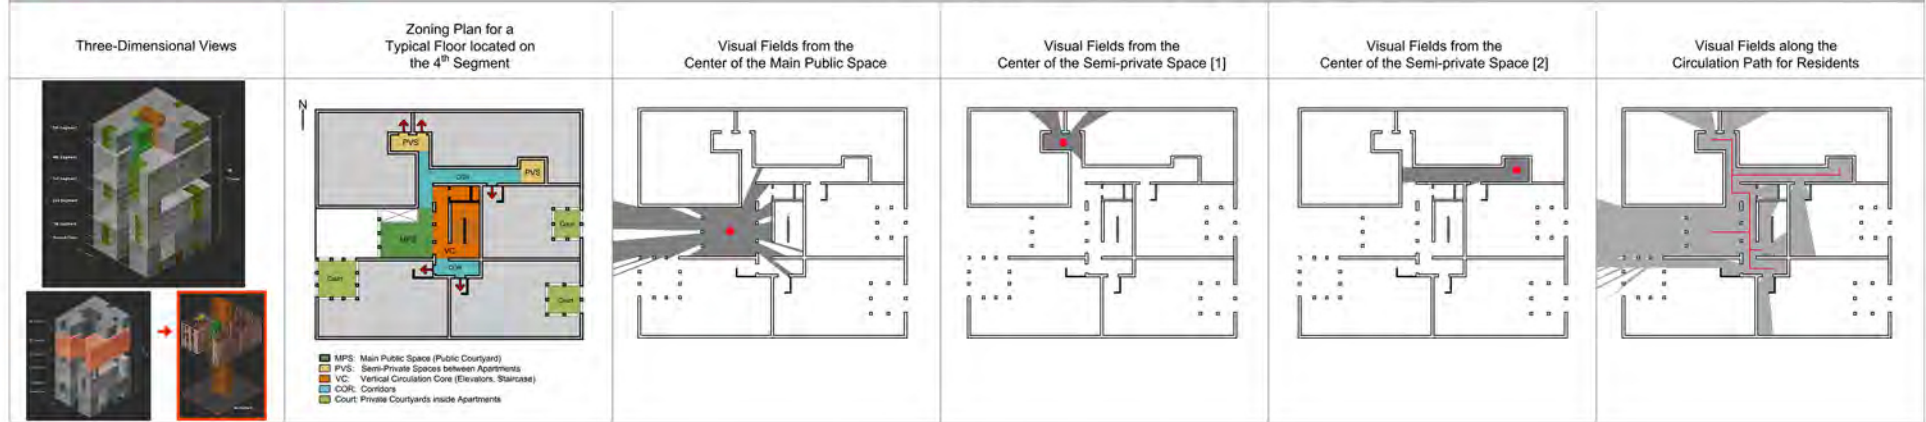 Three-Dimensional Views
Zoning Plan for a
Typical Floor located on
the 4th Segment
Visual Fields from the
Center of the Main Public Space
Visual Fields from the
Center of the Semi-private Space [1]
Visual Fields from the
Center of the Semi-private Space [2]
Visual Fields along the
Circulation Path for Residents
N
PVS
COR
PVS
Court
MPS
VC
COR
Court
Court
MPS: Main Public Space (Public Courtyard)
PVS: Semi-Private Spaces between Apartments
VC: Vertical Circulation Core (Elevators, Staircase)
COR: Corridors
Court: Private Courtyards inside Apartments